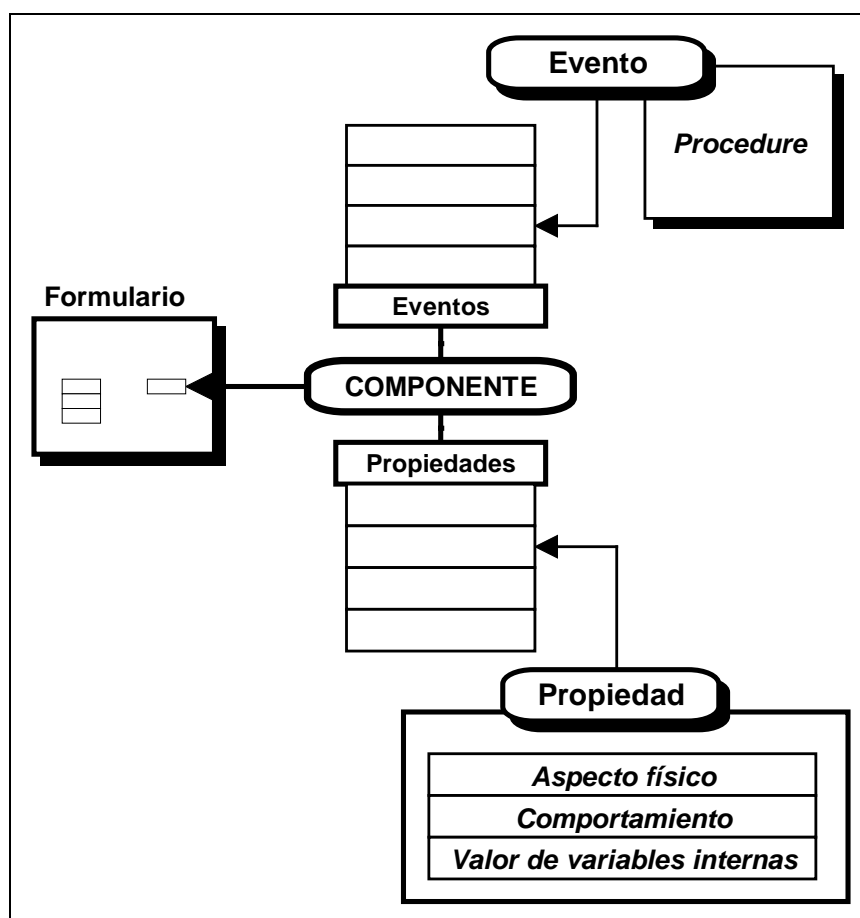 Evento
Procedure
Formulario
Eventos
COMPONENTE
Propiedades
Propiedad
Aspecto físico
Comportamiento
Valor de variables internas